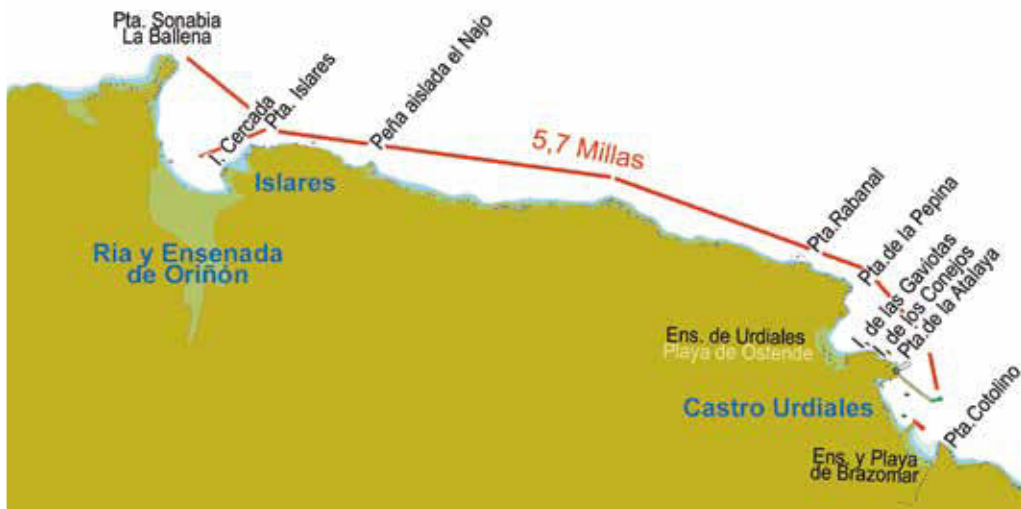 Pta. Sonabia
La Ballena
I. Cercada
Pta. Islares
Peña aislada el Najo
5,7 Millas
Islares
Ria y Ensenada
de Oriñón
Pta.Rabanal
Pta.de la Pepina
I, de las Gaviotas
I, de los Conejos
Pta.de la Atalaya
Ens. de Urdiales
Playa de Ostende
Castro Urdiales
Pta.Cotolino
Ens. y Playa
de Brazomar